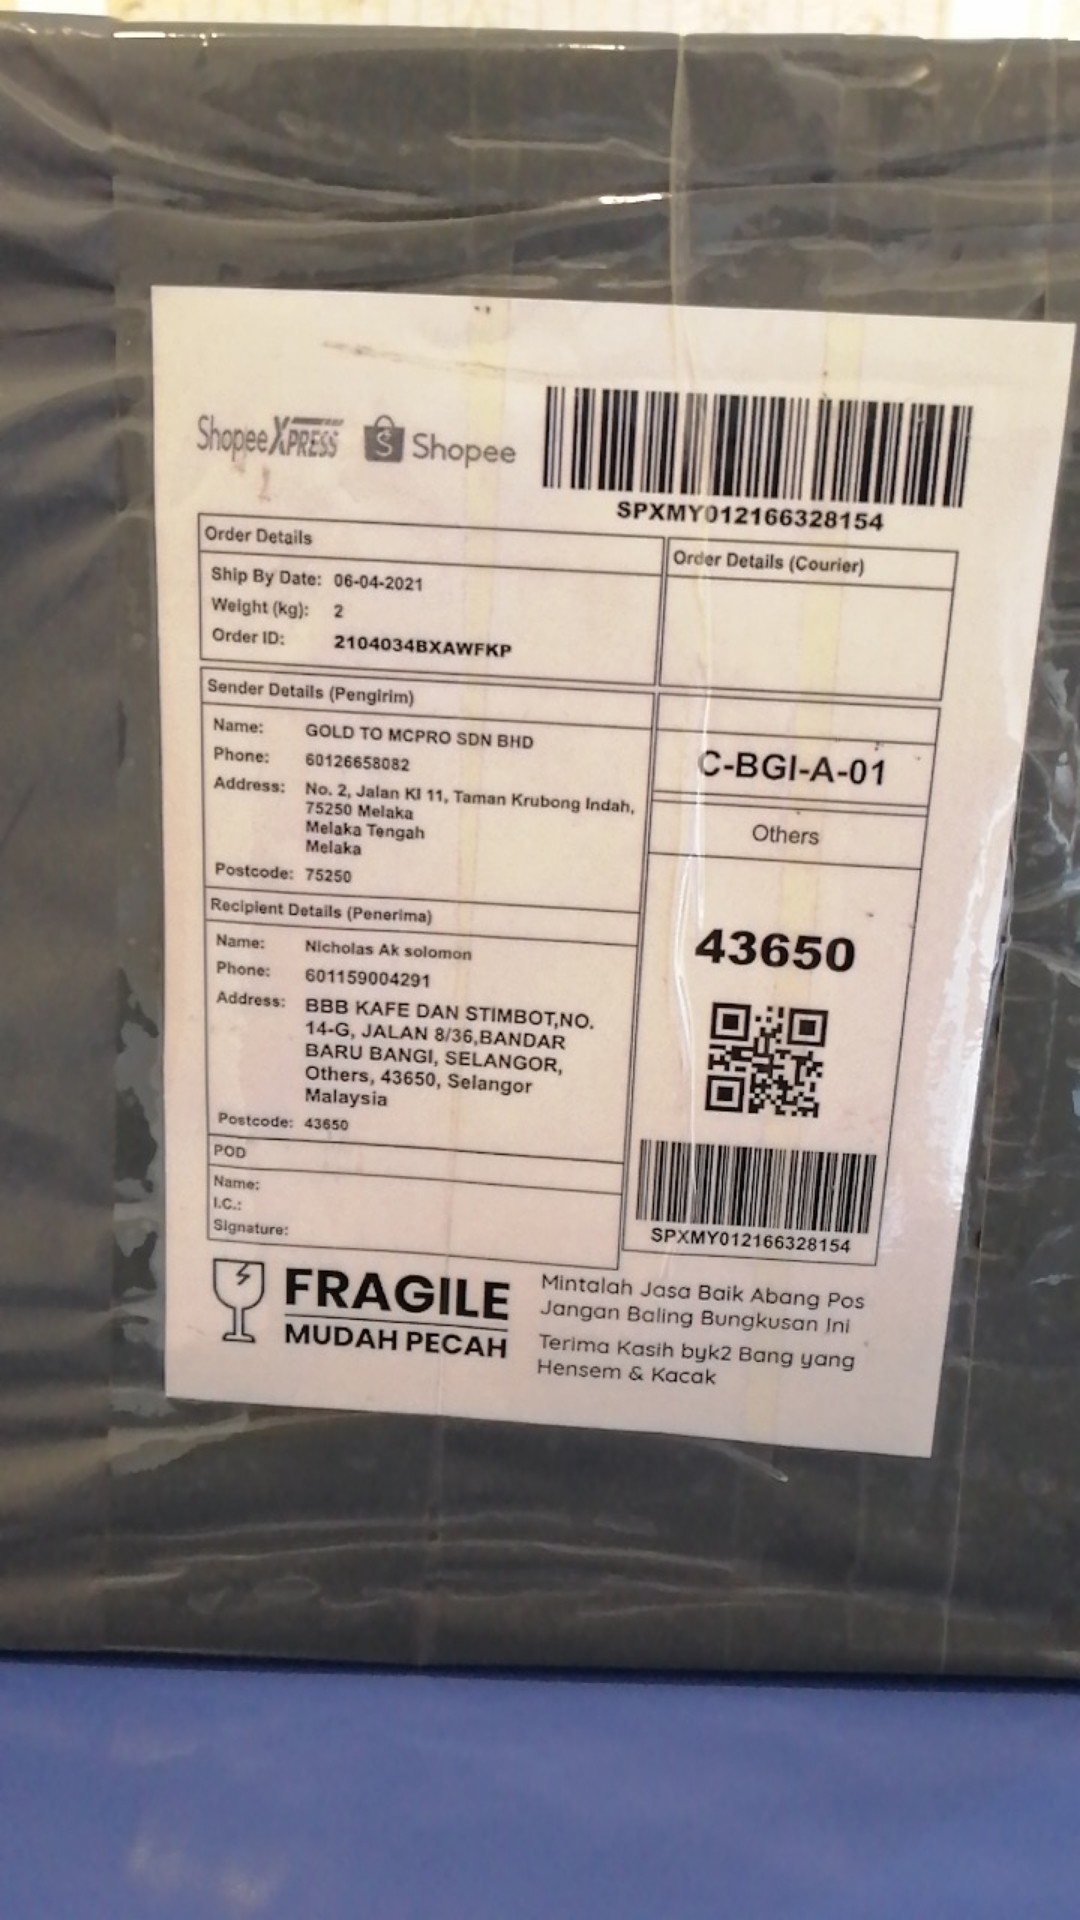 ShopeeXPRESS Shopee
SPXMY012166328154
Order Details
Ship By Date: 06-04-2021
Weight (kg): 2
Order ID: 2104034BXAWFKP
Order Details (Courier)
Sender Details (Pengirim)
Name: GOLD TO MCPRO SDN BHD
Phone: 60126658082
Address: No. 2, Jalan KI 11, Taman Krubong Indah,
75250 Melaka
Melaka Tengah
Melaka
Postcode: 75250
C-BGI-A-01
Others
Recipient Details (Penerima)
Name: Nicholas Ak solomon
Phone: 601159004291
Address: BBB KAFE DAN STIMBOT,NO.
14-G, JALAN 8/36,BANDAR
BARU BANGI, SELANGOR,
Others, 43650, Selangor
Malaysia
Postcode: 43650
43650
POD
Name:
I.C.:
Signature:
SPXMY012166328154
FRAGILE
MUDAH PECAH
Mintalah Jasa Baik Abang Pos
Jangan Baling Bungkusan Ini
Terima Kasih byk2 Bang yang
Hensem & Kacak